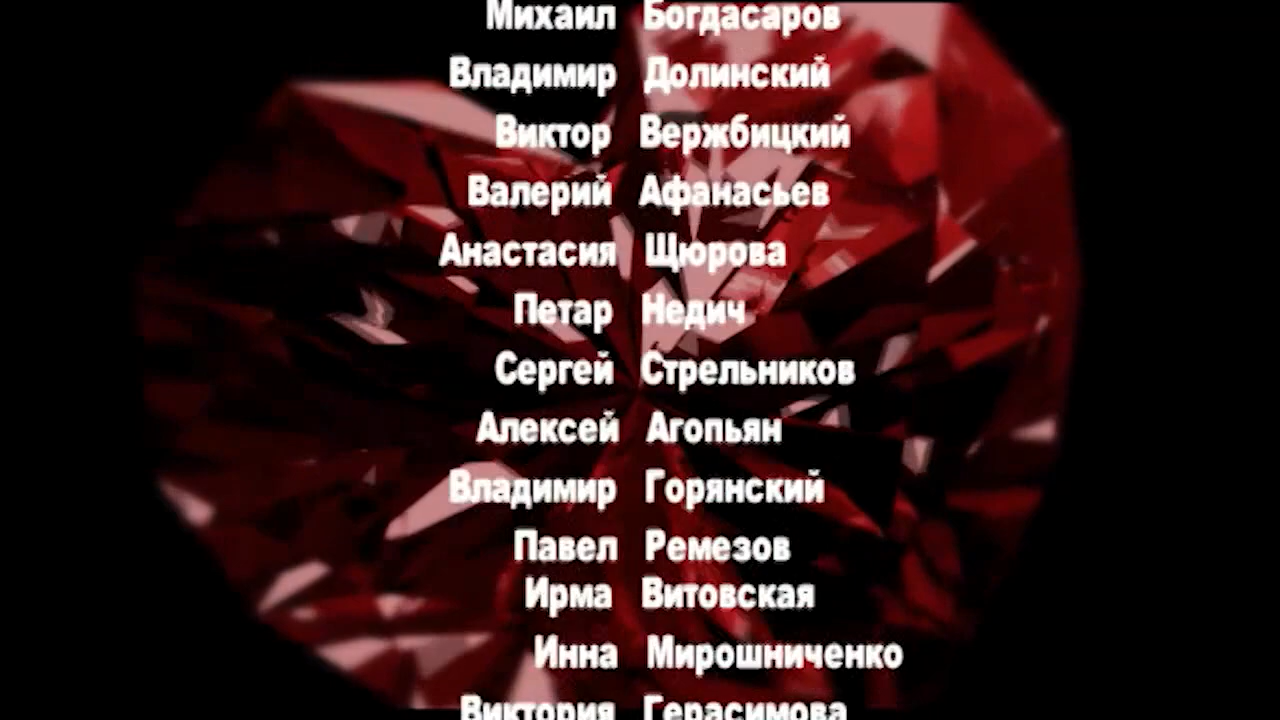 Михаил Богдасаров
Владимир Долинский
Виктор Вержбицкий
Валерий Афанасьев
Анастасия Щюрова
Петар Недич
Сергей Стрельников
Алексей Агопьян
Владимир Горянский
Павел Ремезов
Ирма Витовская
Инна Мирошниченко
Виктория Герасимова